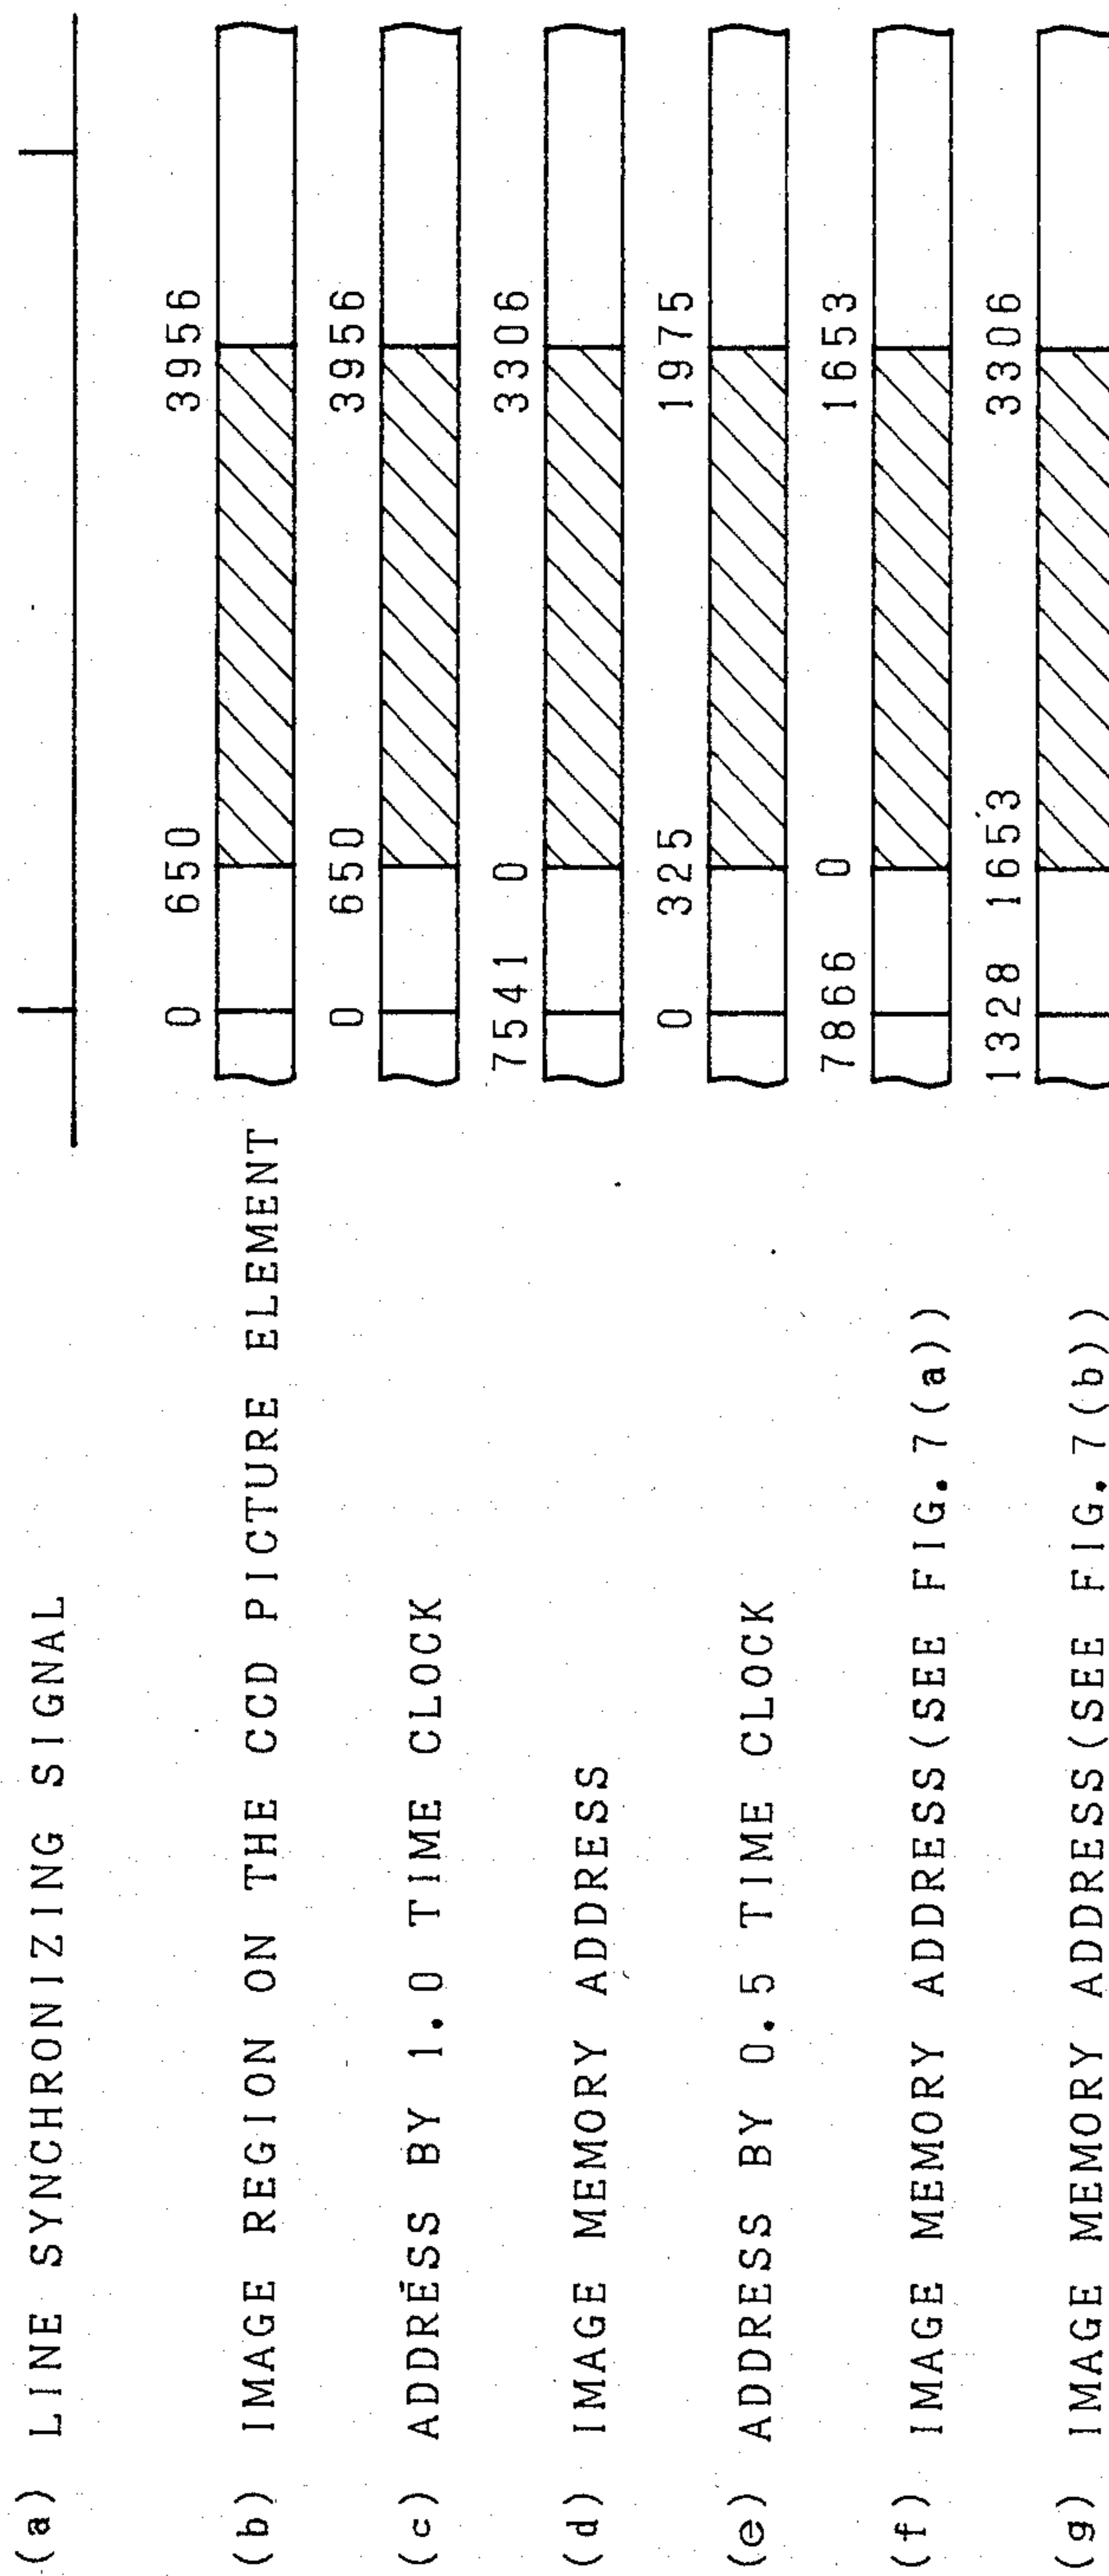 (a) LINE SYNCHRONIZING SIGNAL
0 650 3956
(b) IMAGE REGION ON THE CCD PICTURE ELEMENT
0 650 3956
(c) ADDRESS BY 1.0 TIME CLOCK
7541 0 3306
(d) IMAGE MEMORY ADDRESS
0 325 1975
(e) ADDRESS BY 0.5 TIME CLOCK
7866 0 1653
(f) IMAGE MEMORY ADDRESS(SEE FIG.7(a))
1328 1653 3306
(g) IMAGE MEMORY ADDRESS(SEE FIG.7(b))